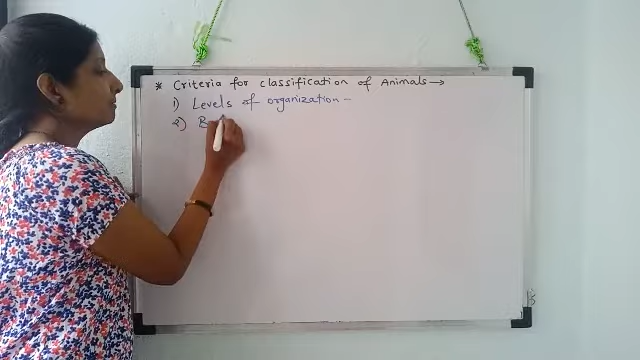 * Criteria for classification of Animals →
1) Levels of organization -
2) B